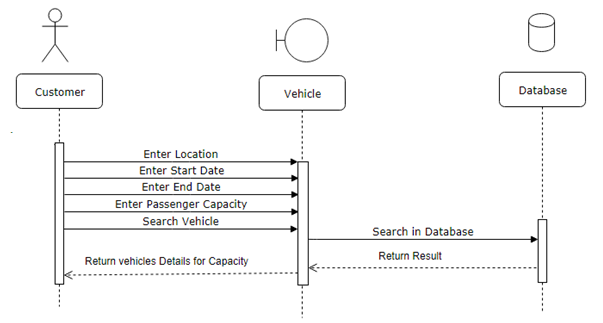 Customer
Vehicle
Database
Enter Location
Enter Start Date
Enter End Date
Enter Passenger Capacity
Search Vehicle
Search in Database
Return Result
Return vehicles Details for Capacity